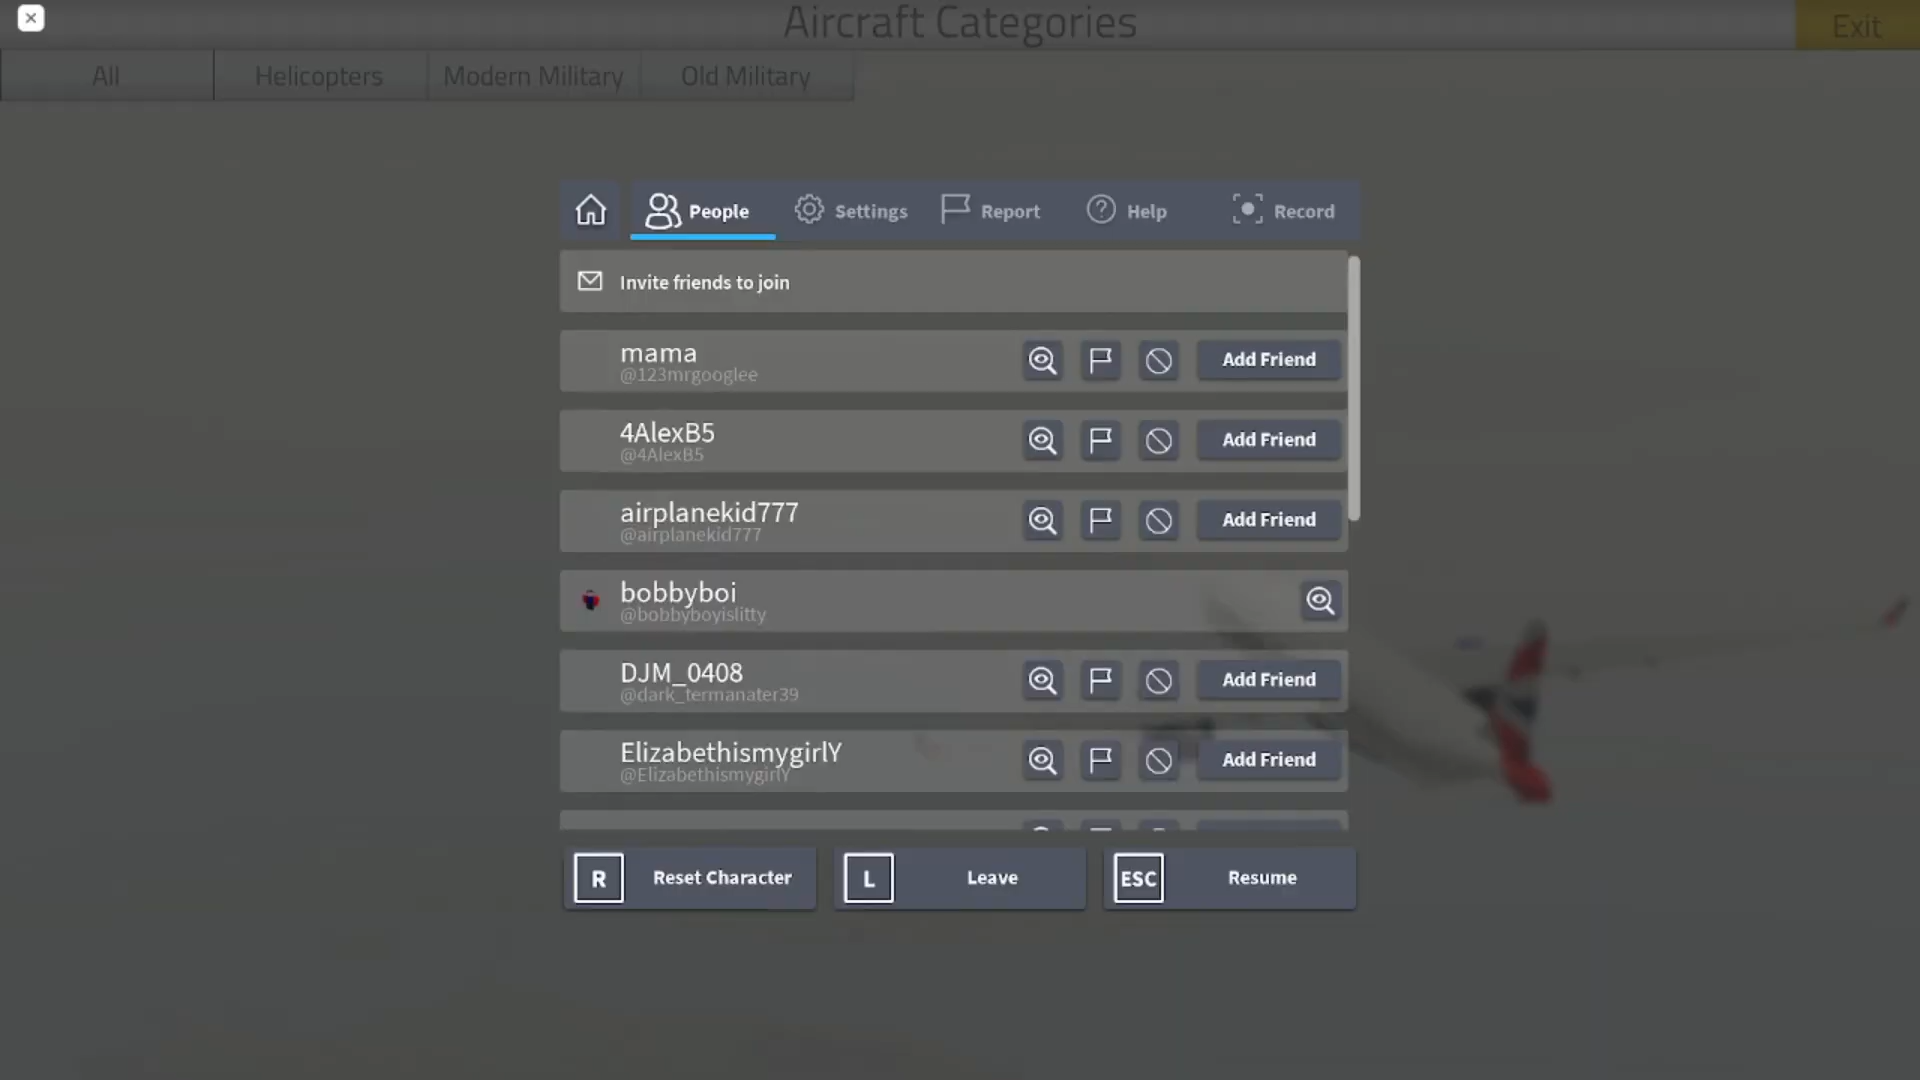 Aircraft Categories
Exit
All
Helicopters
Modern Military
Old Military
People
Settings
Report
Help
Record
Invite friends to join
mama
@123mrgooglee
Add Friend
4AlexB5
@4AlexB5
Add Friend
airplanekid777
@airplanekid777
Add Friend
bobbyboi
@bobbyboyislitty
DJM_0408
@dark_termanater39
Add Friend
ElizabethismygirlY
@ElizabethismygirlY
Add Friend
R
Reset Character
L
Leave
ESC
Resume